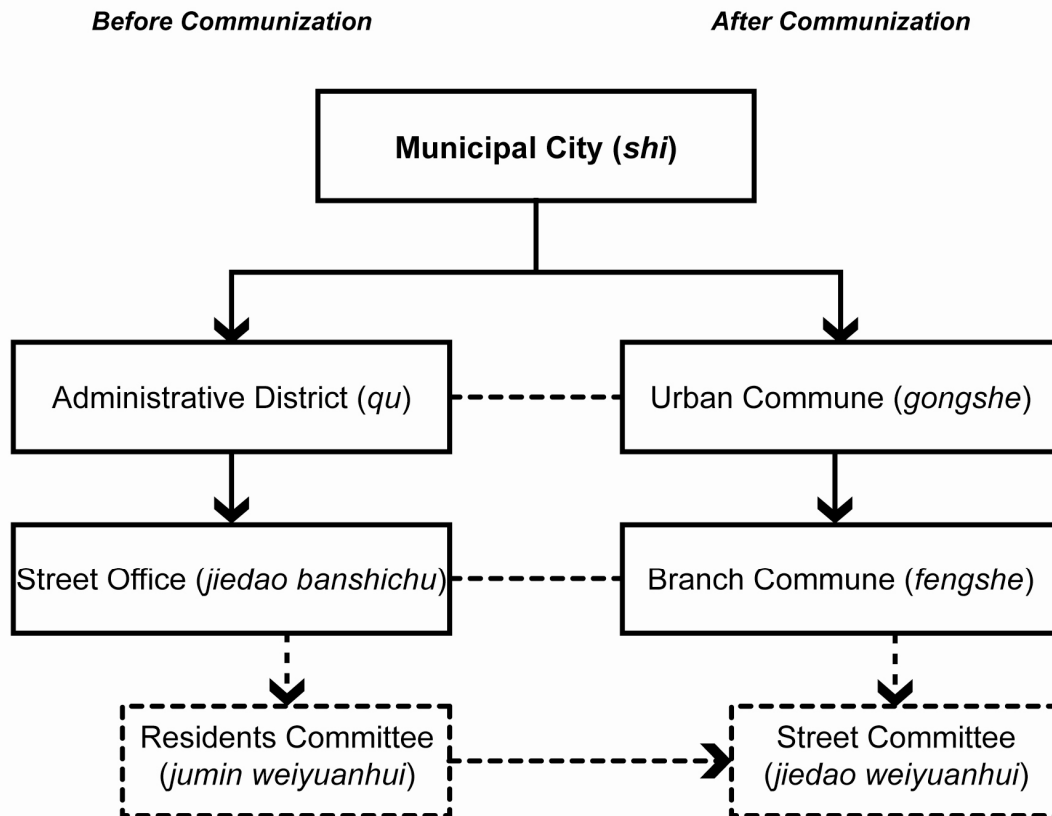 Before Communization
After Communization
Municipal City (shi)
Administrative District (qu)
Urban Commune (gongshe)
Street Office (jiedao banshichu)
Branch Commune (fengshe)
Residents Committee
(jumin weiyuanhui)
Street Committee
(jiedao weiyuanhui)